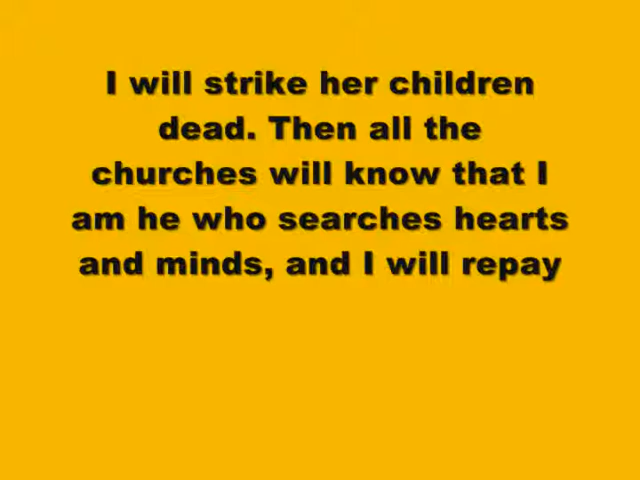 I will strike her children
dead. Then all the
churches will know that I
am he who searches hearts
and minds, and I will repay